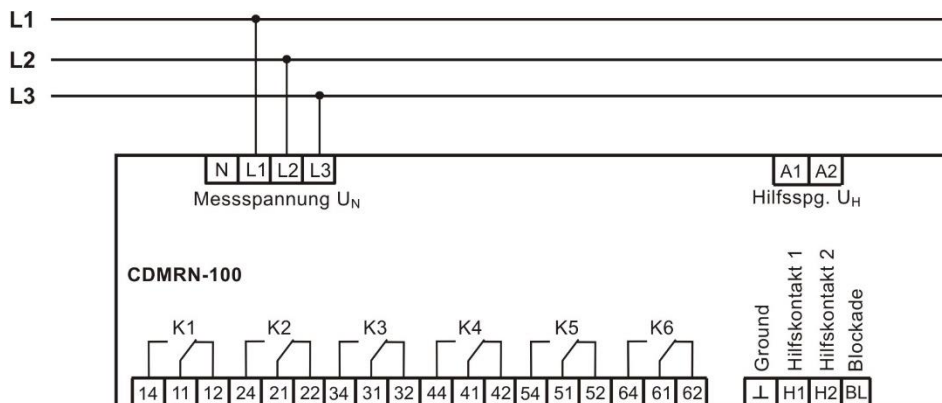 L1
L2
L3
N L1 L2 L3 A1 A2
Messspannung UN Hilfsspg. UH
CDMRN-100
Ground
Hilfskontakt 1
Hilfskontakt 2
Blockade
K1 K2 K3 K4 K5 K6
14 11 12 24 21 22 34 31 32 44 41 42 54 51 52 64 61 62 ⊥ H1 H2 BL